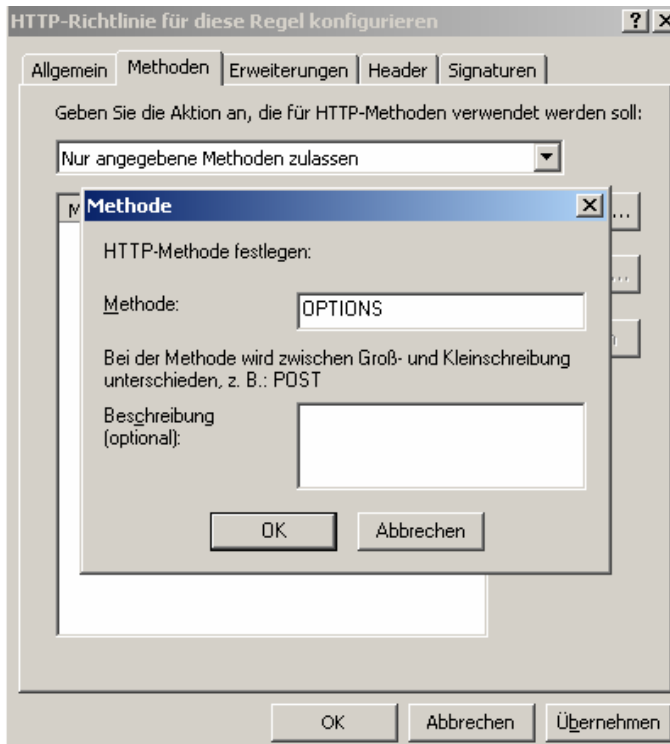 HTTP-Richtlinie für diese Regel konfigurieren
Allgemein Methoden Erweiterungen Header Signaturen
Geben Sie die Aktion an, die für HTTP-Methoden verwendet werden soll:
Nur angegebene Methoden zulassen
Methode
HTTP-Methode festlegen:
Methode: OPTIONS
Bei der Methode wird zwischen Groß- und Kleinschreibung
unterschieden, z. B.: POST
Beschreibung
(optional):
OK Abbrechen
OK Abbrechen Übernehmen